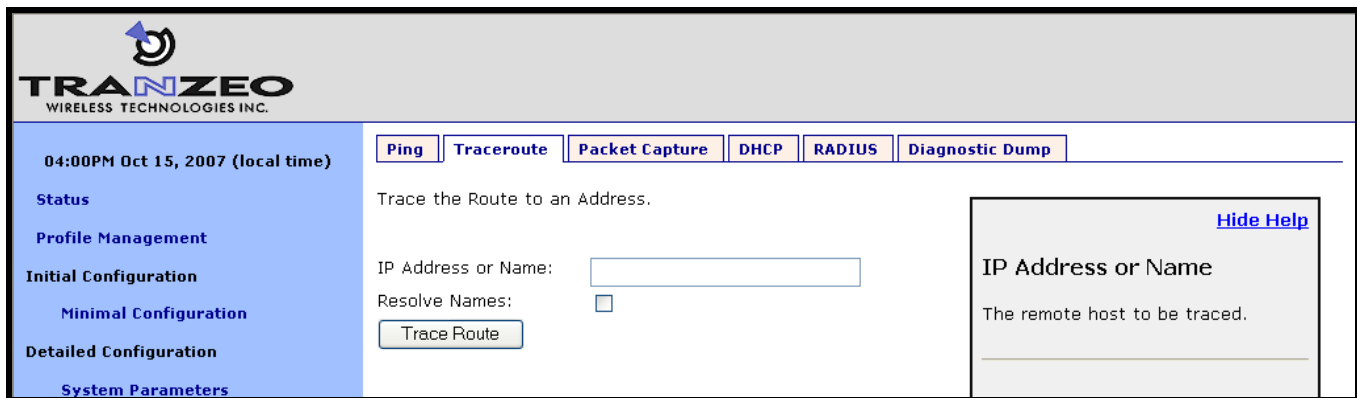 TRANZEO
WIRELESS TECHNOLOGIES INC.
04:00PM Oct 15, 2007 (local time)
Status
Profile Management
Initial Configuration
Minimal Configuration
Detailed Configuration
System Parameters
Ping Traceroute Packet Capture DHCP RADIUS Diagnostic Dump
Trace the Route to an Address.
IP Address or Name:
Resolve Names:
Trace Route
Hide Help
IP Address or Name
The remote host to be traced.